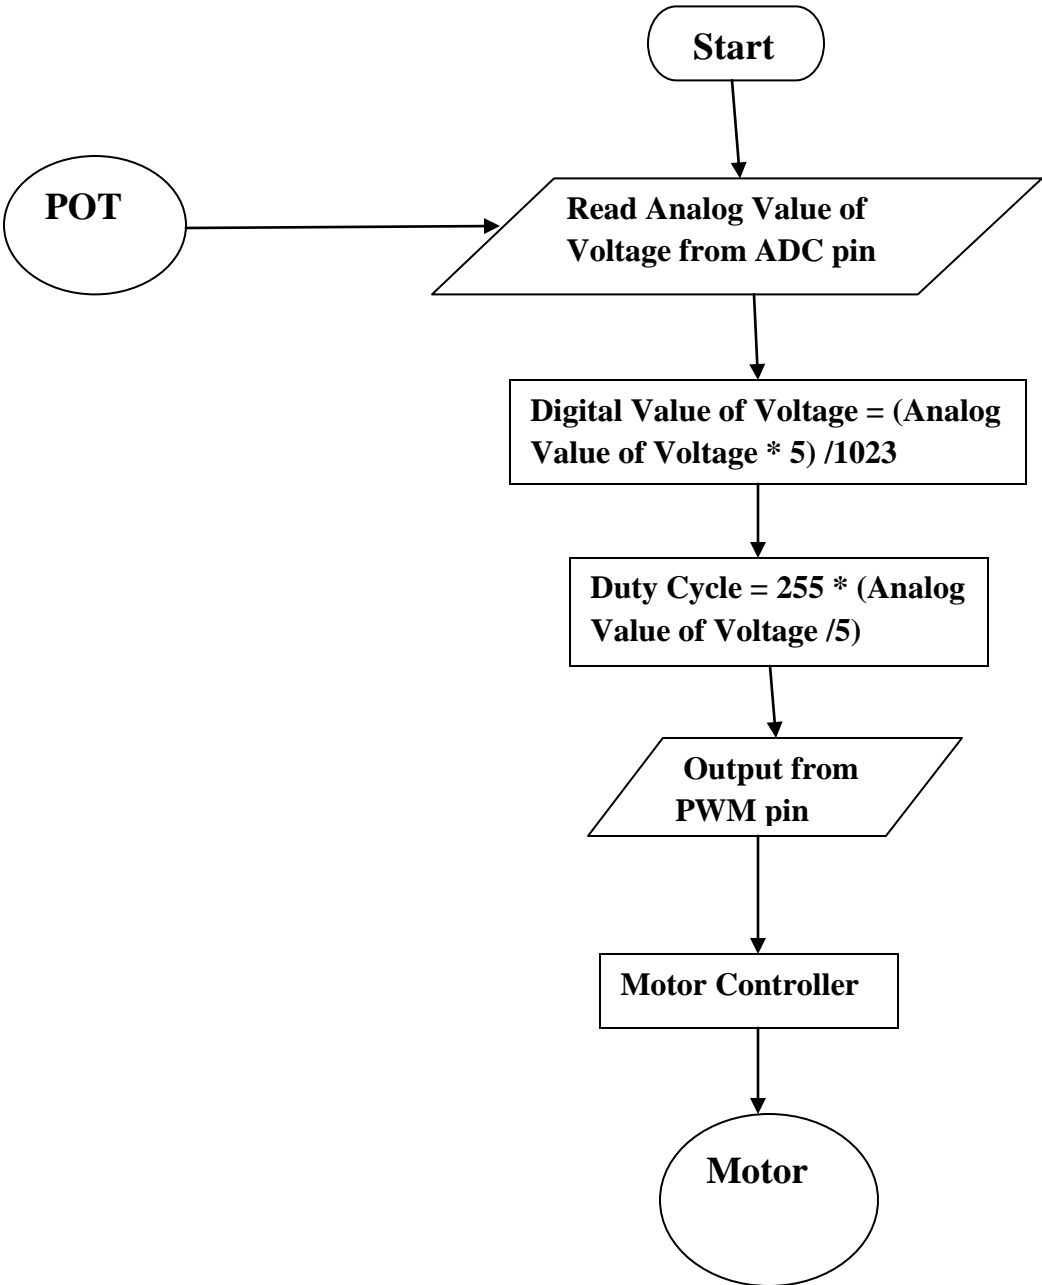 Start
POT
Read Analog Value of
Voltage from ADC pin
Digital Value of Voltage = (Analog
Value of Voltage * 5) /1023
Duty Cycle = 255 * (Analog
Value of Voltage /5)
Output from
PWM pin
Motor Controller
Motor